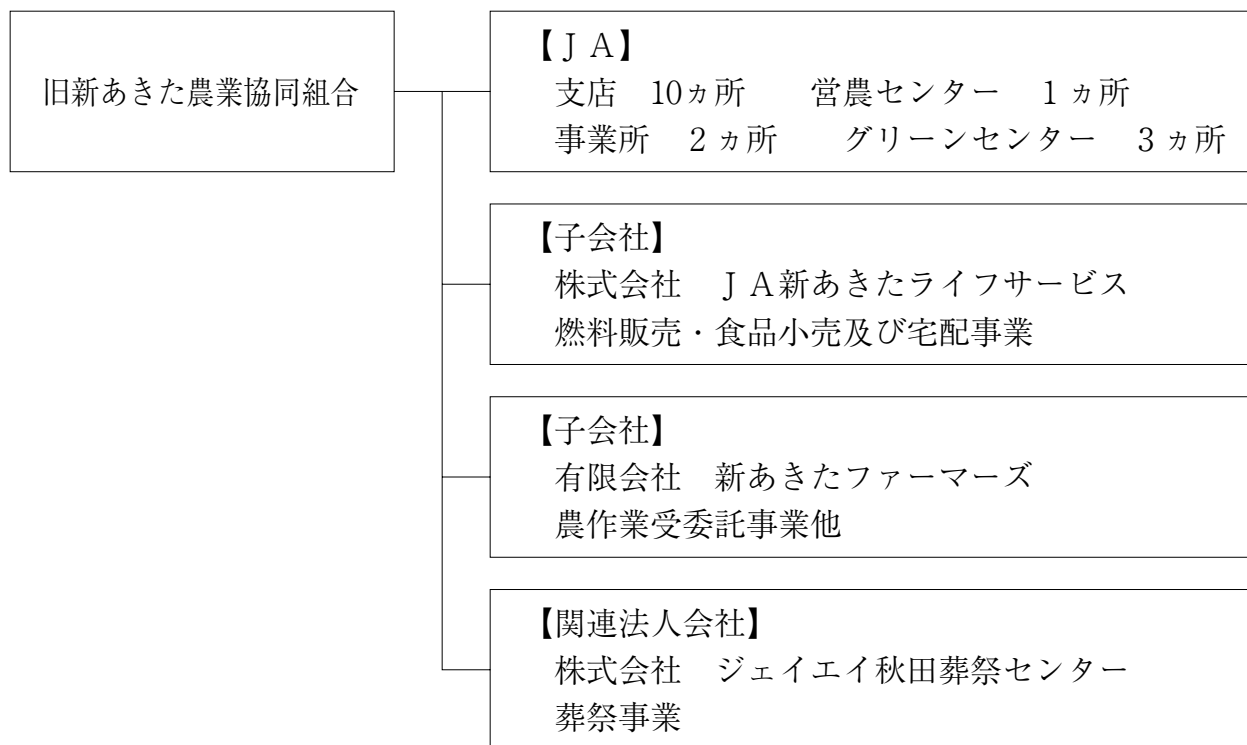 旧新あきた農業協同組合
【ＪＡ】
支店　10ヵ所　　営農センター　１ヵ所
事業所　２ヵ所　　グリーンセンター　３ヵ所
【子会社】
株式会社　ＪＡ新あきたライフサービス
燃料販売・食品小売及び宅配事業
【子会社】
有限会社　新あきたファーマーズ
農作業受委託事業他
【関連法人会社】
株式会社　ジェイエイ秋田葬祭センター
葬祭事業